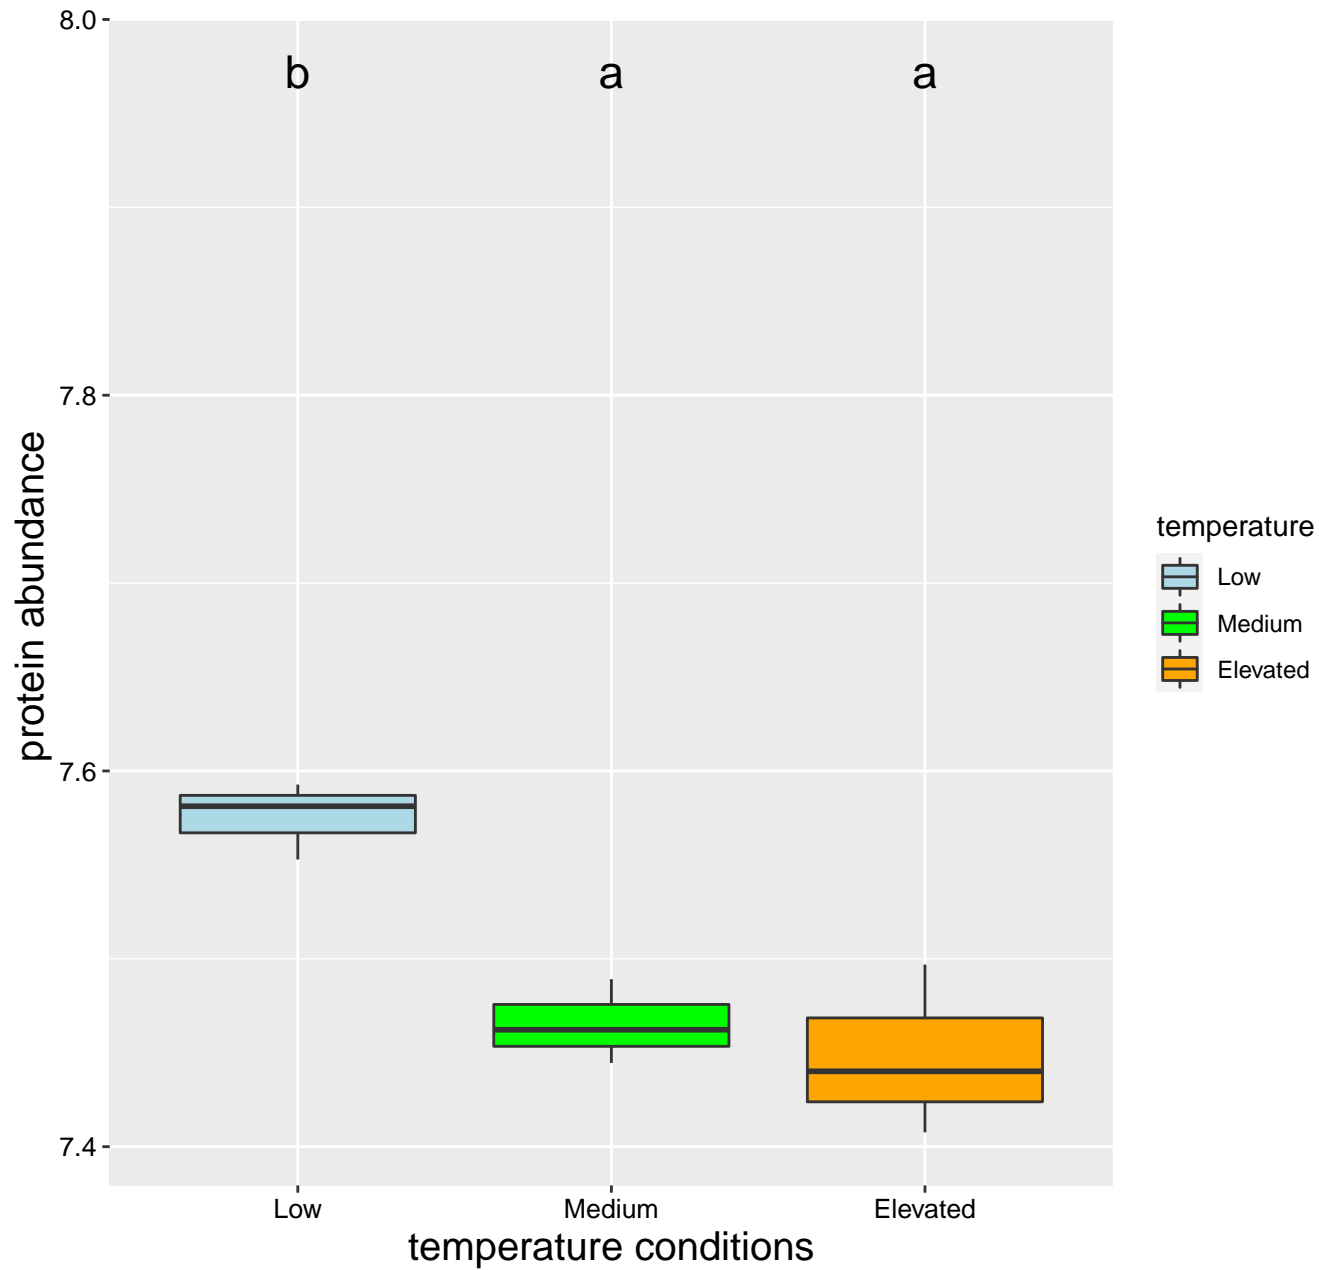 8.0
b a a
7.8
protein abundance
temperature
Low
Medium
Elevated
7.6
7.4
Low Medium Elevated
temperature conditions